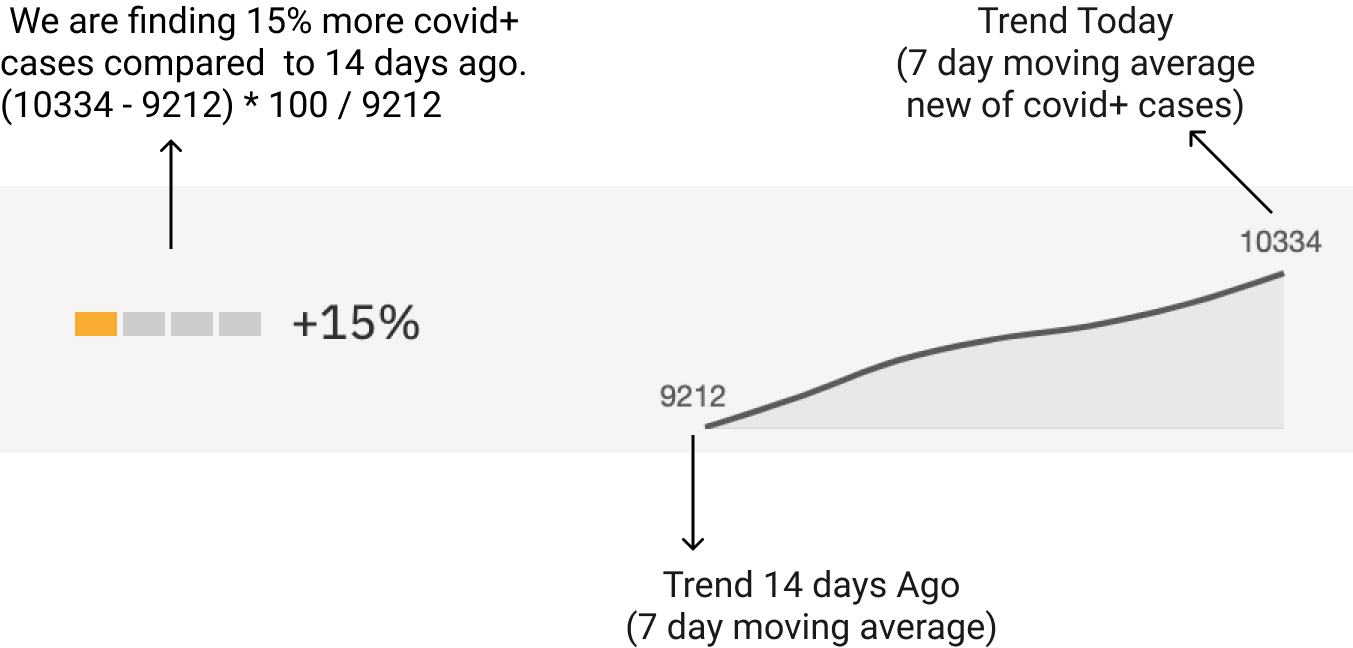 We are finding 15% more covid+
cases compared  to 14 days ago.
(10334 - 9212) * 100 / 9212
Trend Today
(7 day moving average
new of covid+ cases)
10334
+15%
9212
Trend 14 days Ago
(7 day moving average)